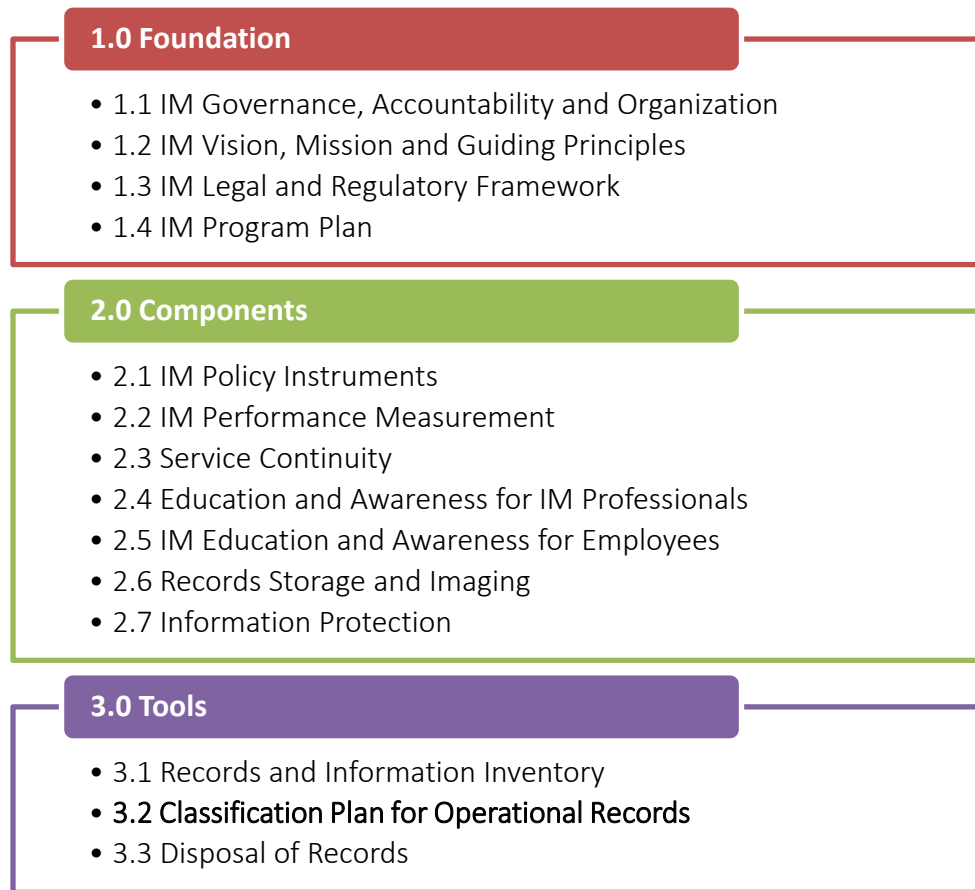 1.0 Foundation
• 1.1 IM Governance, Accountability and Organization
• 1.2 IM Vision, Mission and Guiding Principles
• 1.3 IM Legal and Regulatory Framework
• 1.4 IM Program Plan
2.0 Components
• 2.1 IM Policy Instruments
• 2.2 IM Performance Measurement
• 2.3 Service Continuity
• 2.4 Education and Awareness for IM Professionals
• 2.5 IM Education and Awareness for Employees
• 2.6 Records Storage and Imaging
• 2.7 Information Protection
3.0 Tools
• 3.1 Records and Information Inventory
• 3.2 Classification Plan for Operational Records
• 3.3 Disposal of Records